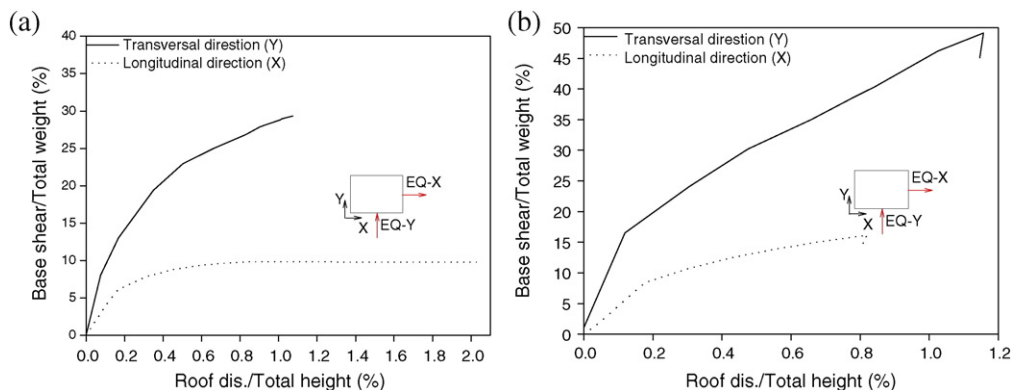 (a)
Base shear/Total weight (%)
40
35
30
25
20
15
10
5
0
Transversal direction (Y)
Longitudinal direction (X)
Y
X
EQ-X
EQ-Y
0.0 0.2 0.4 0.6 0.8 1.0 1.2 1.4 1.6 1.8 2.0
Roof dis./Total height (%)
(b)
Base shear/Total weight (%)
50
45
40
35
30
25
20
15
10
5
0
Transversal direction (Y)
Longitudinal direction (X)
Y
X
EQ-X
EQ-Y
0.0 0.2 0.4 0.6 0.8 1.0 1.2
Roof dis./Total height (%)